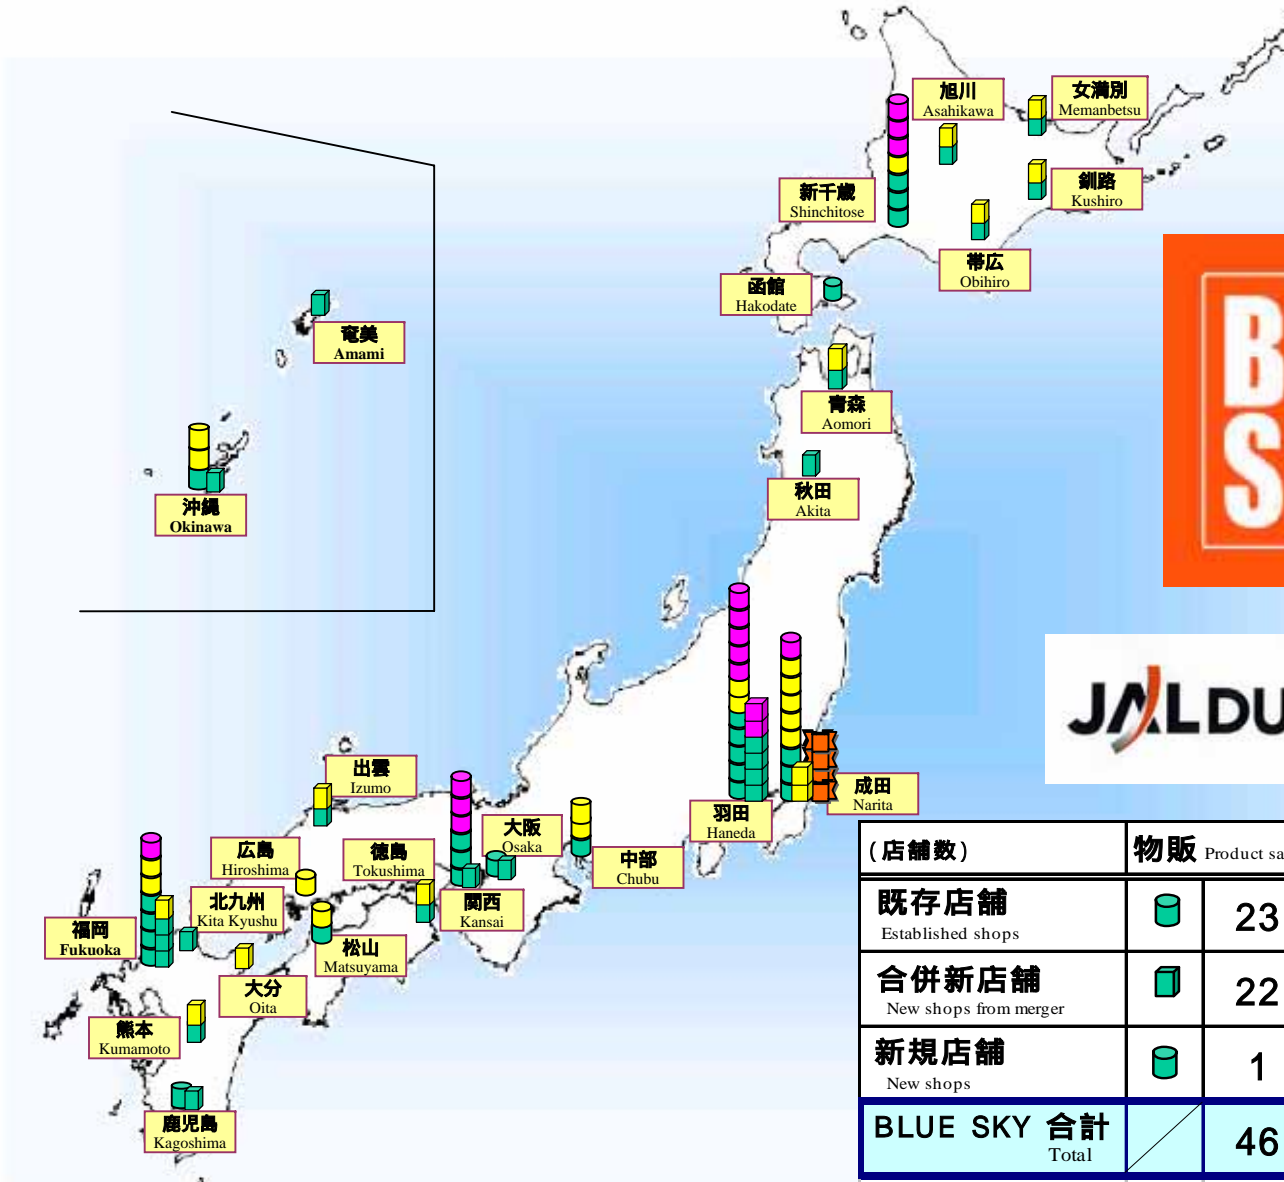 旭川
Asahikawa
女満別
Memanbetsu
新千歳
Shinchitose
釧路
Kushiro
帯広
Obihiro
函館
Hakodate
奄美
Amami
青森
Aomori
沖縄
Okinawa
秋田
Akita
B
S
JALDU
出雲
Izumo
成田
Narita
羽田
Haneda
大阪
Osaka
広島
Hiroshima
徳島
Tokushima
中部
Chubu
北九州
Kita Kyushu
関西
Kansai
福岡
Fukuoka
松山
Matsuyama
大分
Oita
熊本
Kumamoto
鹿児島
Kagoshima
(店舗数) 物販 Product sa
既存店舗 23
Established shops
合併新店舗 22
New shops from merger
新規店舗 1
New shops
BLUE SKY 合計 46
Total